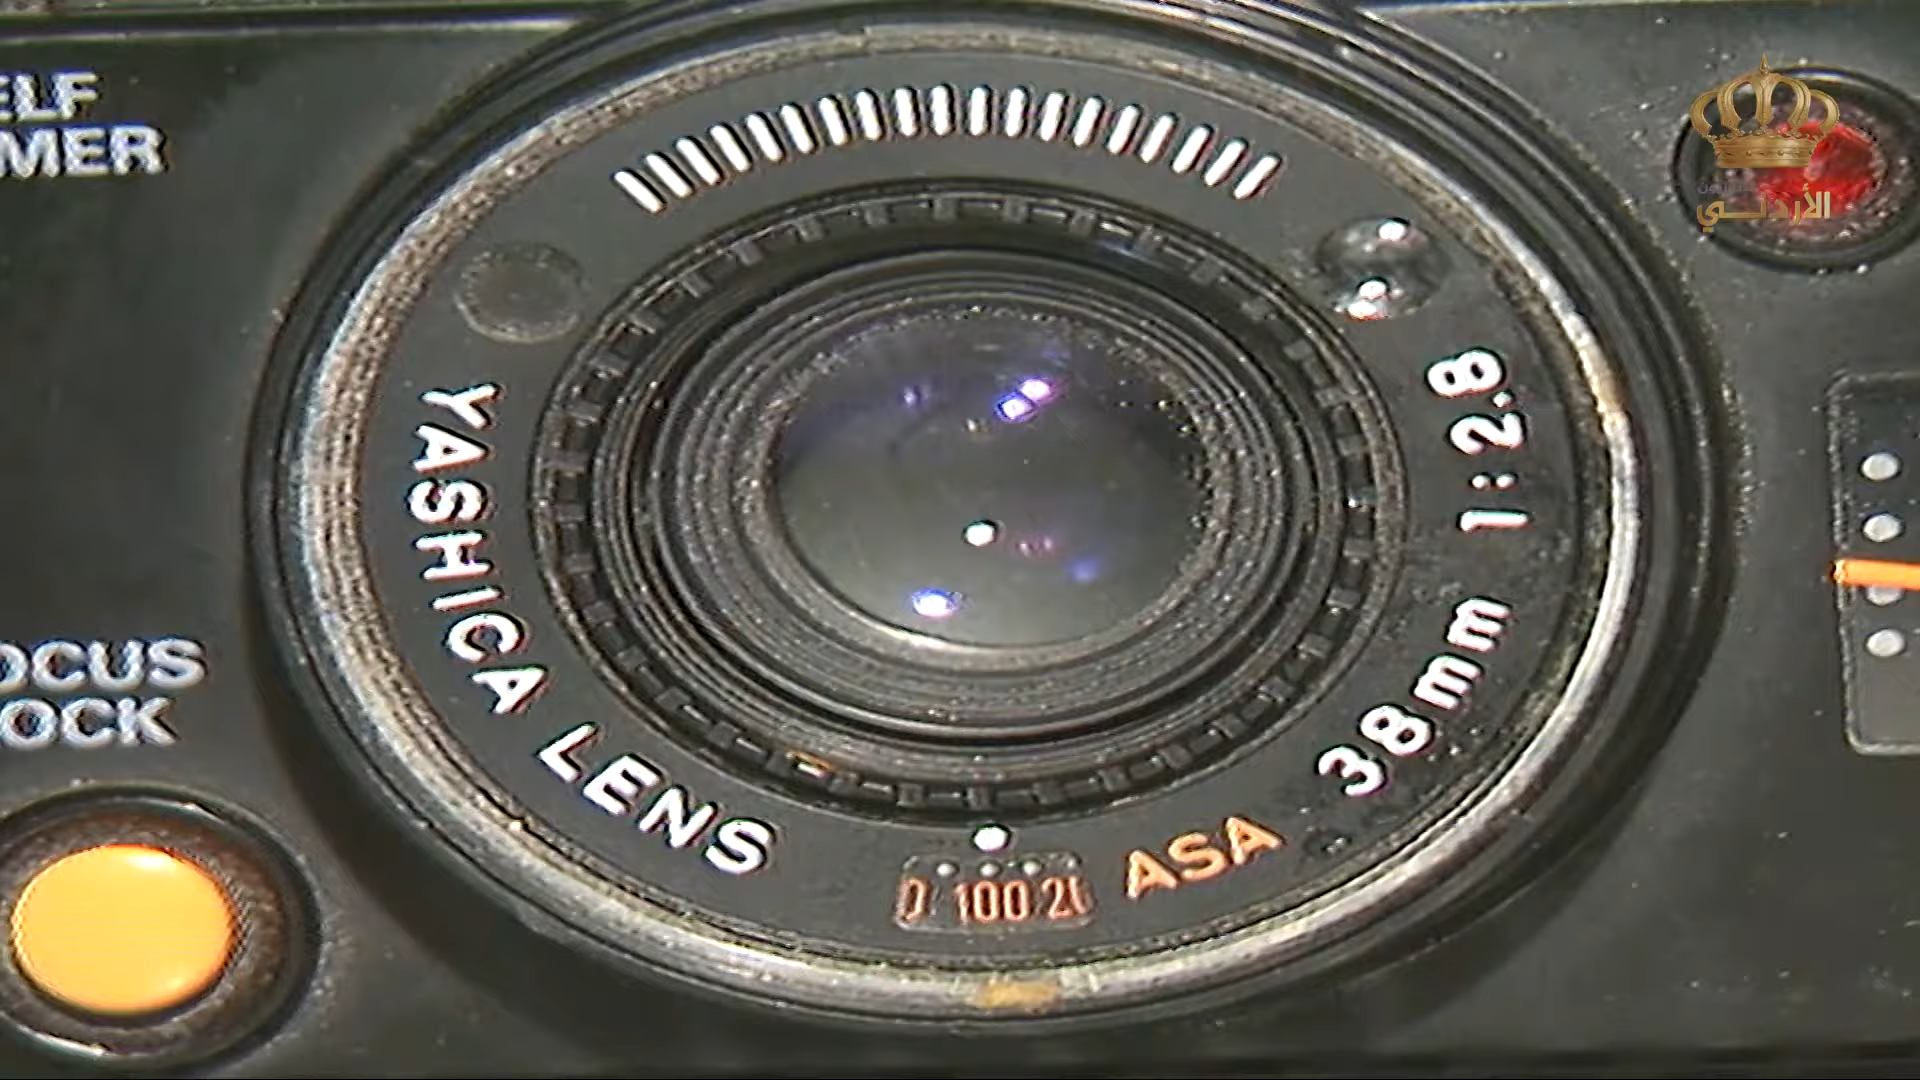 ELF
MER
الأردني
YASHICA LENS
38mm 1:2.8
OCUS
OCK
100
ASA